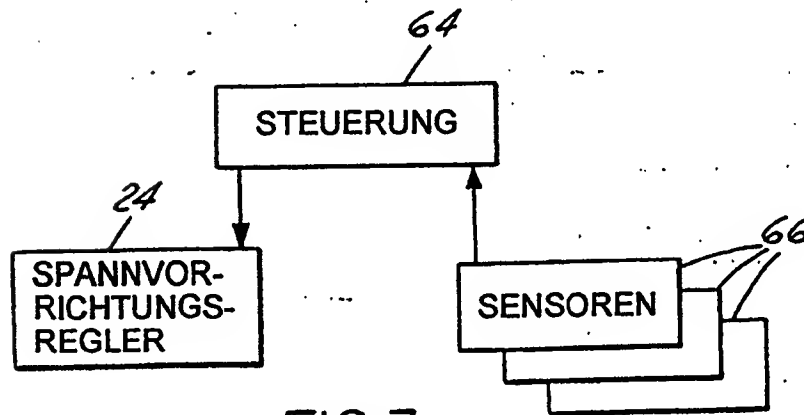 64
STEUERUNG
24
SPANNVOR-
RICHTUNGS-
REGLER
66
SENSOREN